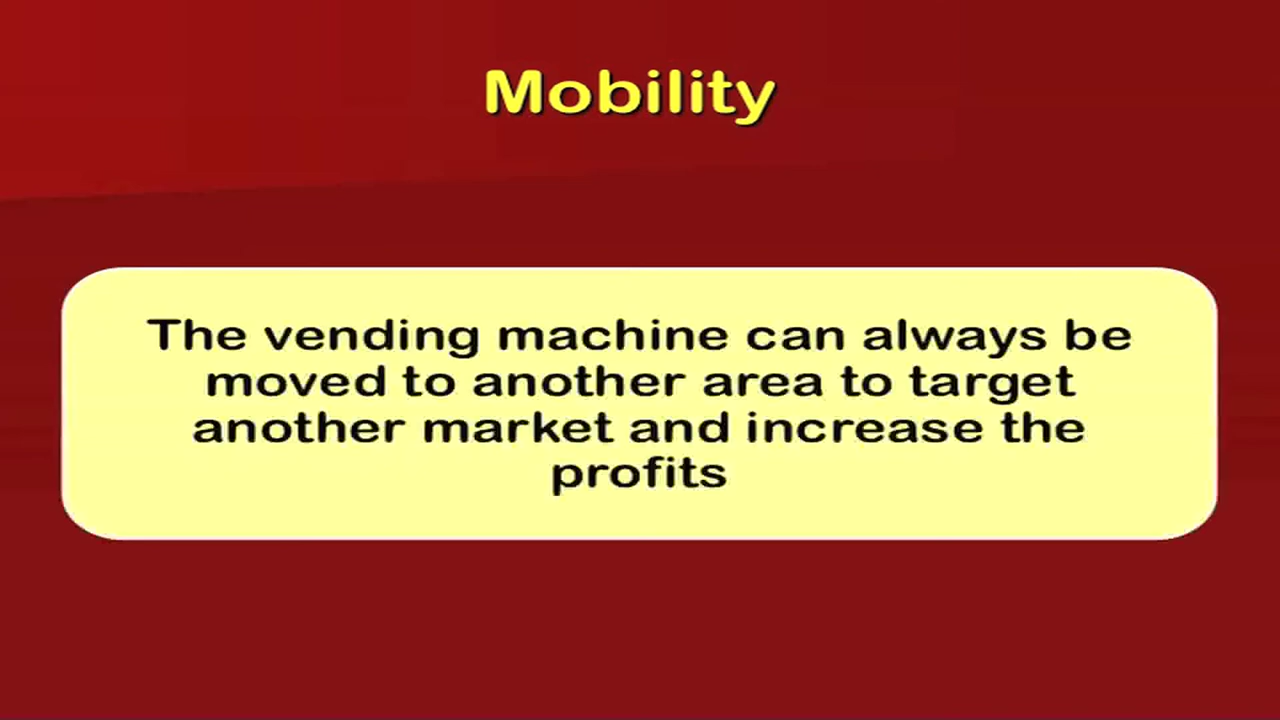 Mobility
The vending machine can always be
moved to another area to target
another market and increase the
profits